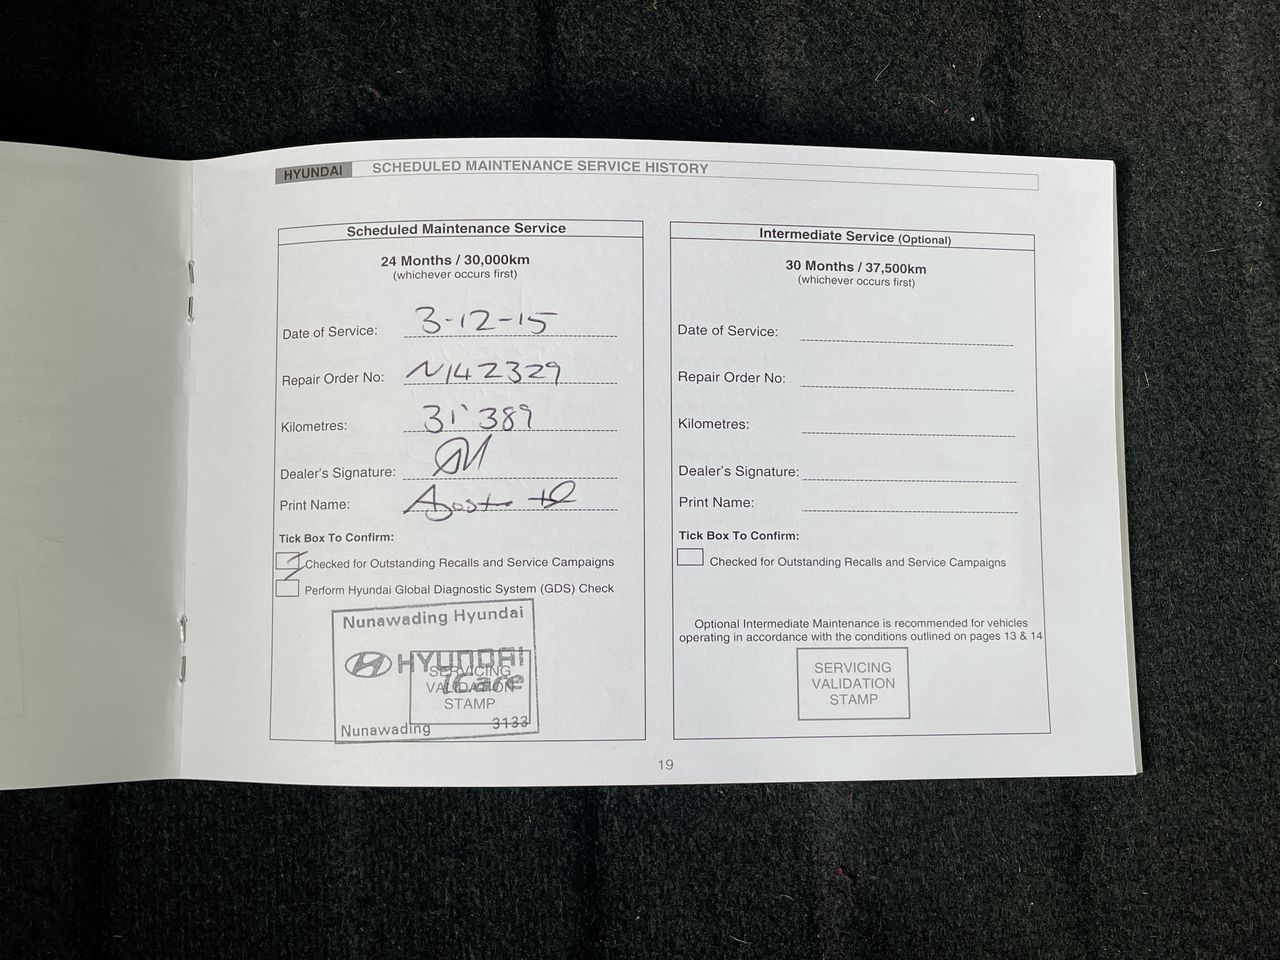 HYUNDAI SCHEDULED MAINTENANCE SERVICE HISTORY
Scheduled Maintenance Service
24 Months / 30,000km
(whichever occurs first)
Date of Service: 3-12-15
Repair Order No: N142329
Kilometres: 31'389
Dealer's Signature:
Print Name:
Tick Box To Confirm:
Checked for Outstanding Recalls and Service Campaigns
Perform Hyundai Global Diagnostic System (GDS) Check
Nunawading Hyundai
HYUNDAI
iCare
SERVICING
VALIDATION
STAMP
Nunawading 3133
Intermediate Service (Optional)
30 Months / 37,500km
(whichever occurs first)
Date of Service:
Repair Order No:
Kilometres:
Dealer's Signature:
Print Name:
Tick Box To Confirm:
Checked for Outstanding Recalls and Service Campaigns
Optional Intermediate Maintenance is recommended for vehicles
operating in accordance with the conditions outlined on pages 13 & 14
SERVICING
VALIDATION
STAMP
19